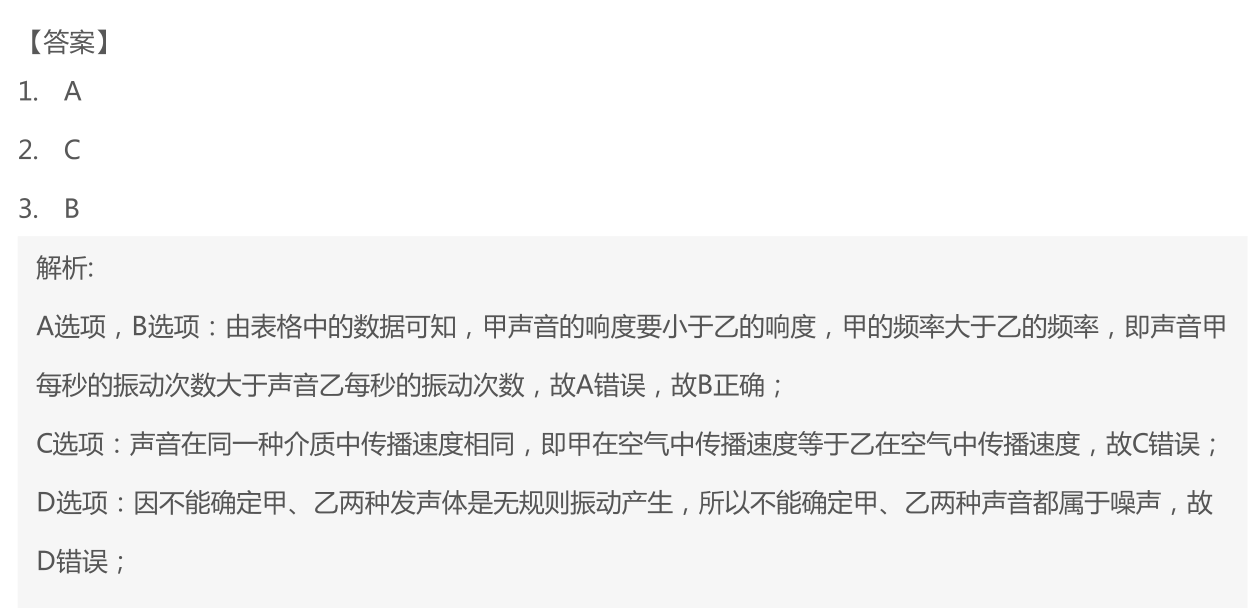 【答案】
1. A
2. C
3. B
解析:
A选项，B选项：由表格中的数据可知，甲声音的响度要小于乙的响度，甲的频率大于乙的频率，即声音甲
每秒的振动次数大于声音乙每秒的振动次数，故A错误，故B正确；
C选项：声音在同一种介质中传播速度相同，即甲在空气中传播速度等于乙在空气中传播速度，故C错误；
D选项：因不能确定甲、乙两种发声体是无规则振动产生，所以不能确定甲、乙两种声音都属于噪声，故
D错误；